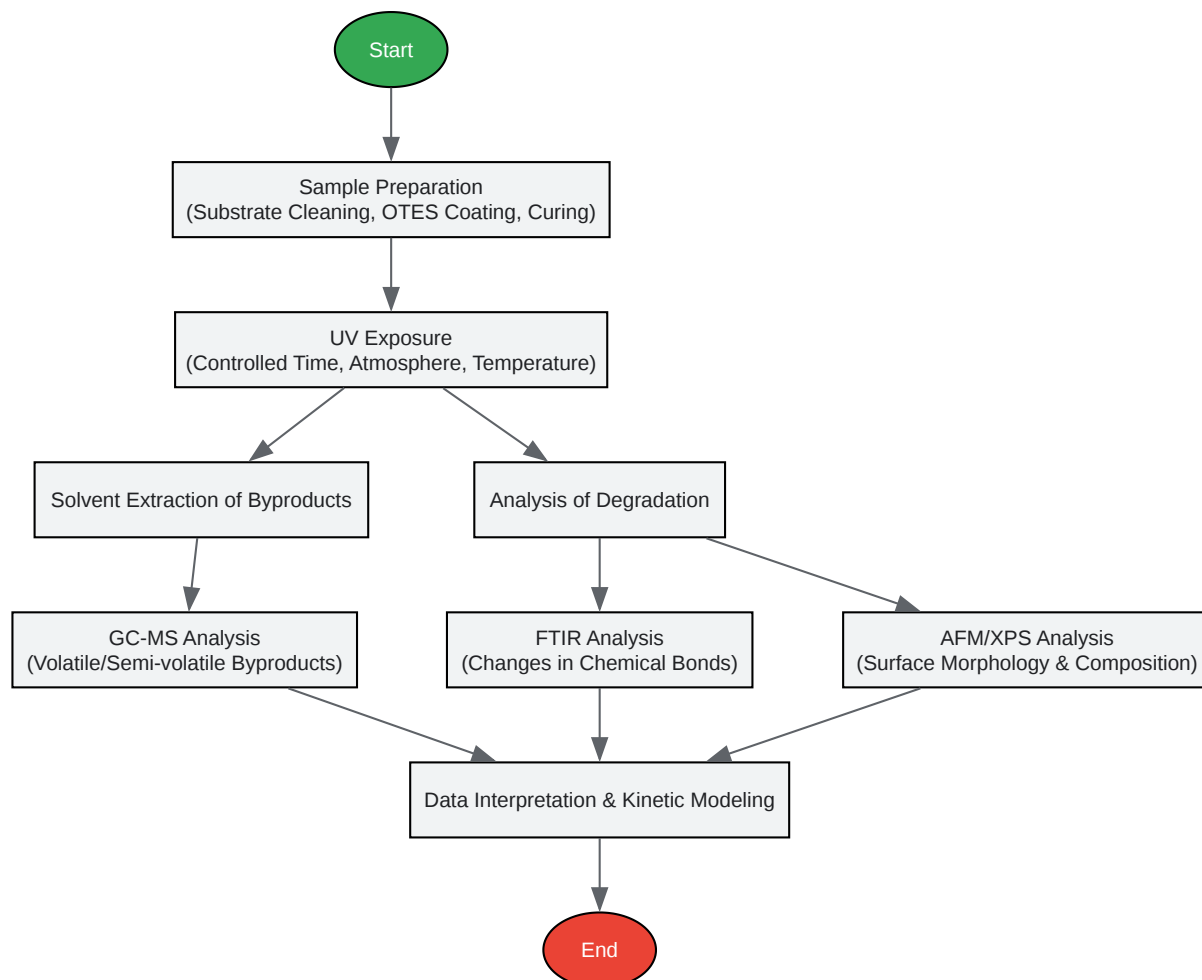 Start
Sample Preparation
(Substrate Cleaning, OTES Coating, Curing)
UV Exposure
(Controlled Time, Atmosphere, Temperature)
Solvent Extraction of Byproducts
Analysis of Degradation
GC-MS Analysis
(Volatile/Semi-volatile Byproducts)
FTIR Analysis
(Changes in Chemical Bonds)
AFM/XPS Analysis
(Surface Morphology & Composition)
Data Interpretation & Kinetic Modeling
End